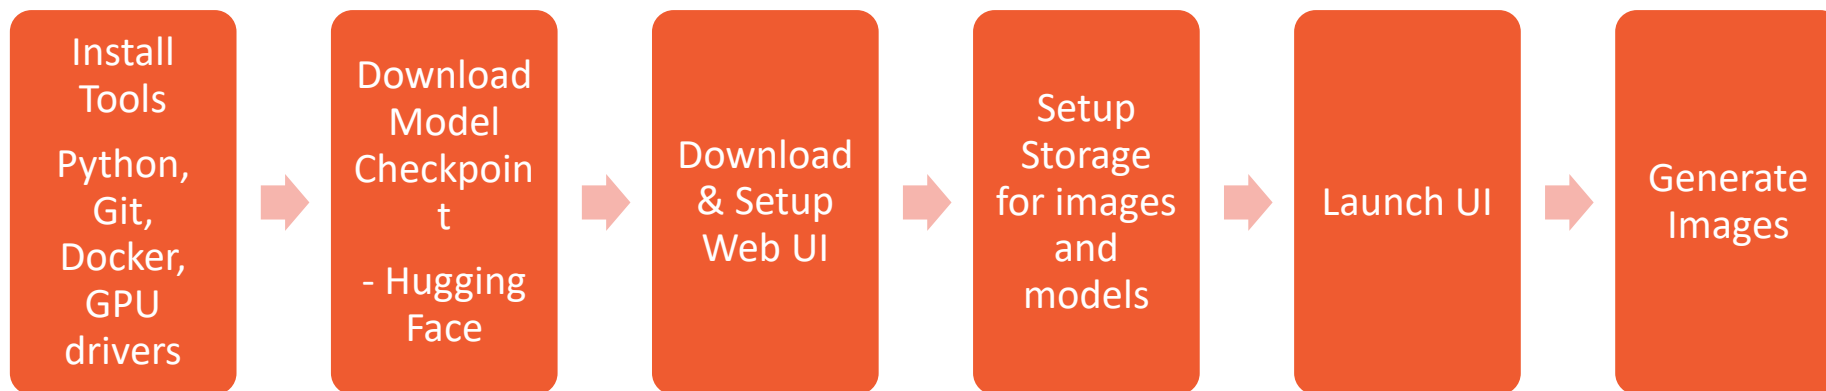 Install
Tools
Python,
Git,
Docker,
GPU
drivers
Download
Model
Checkpoin
t
- Hugging
Face
Download
& Setup
Web UI
Setup
Storage
for images
and
models
Launch UI
Generate
Images